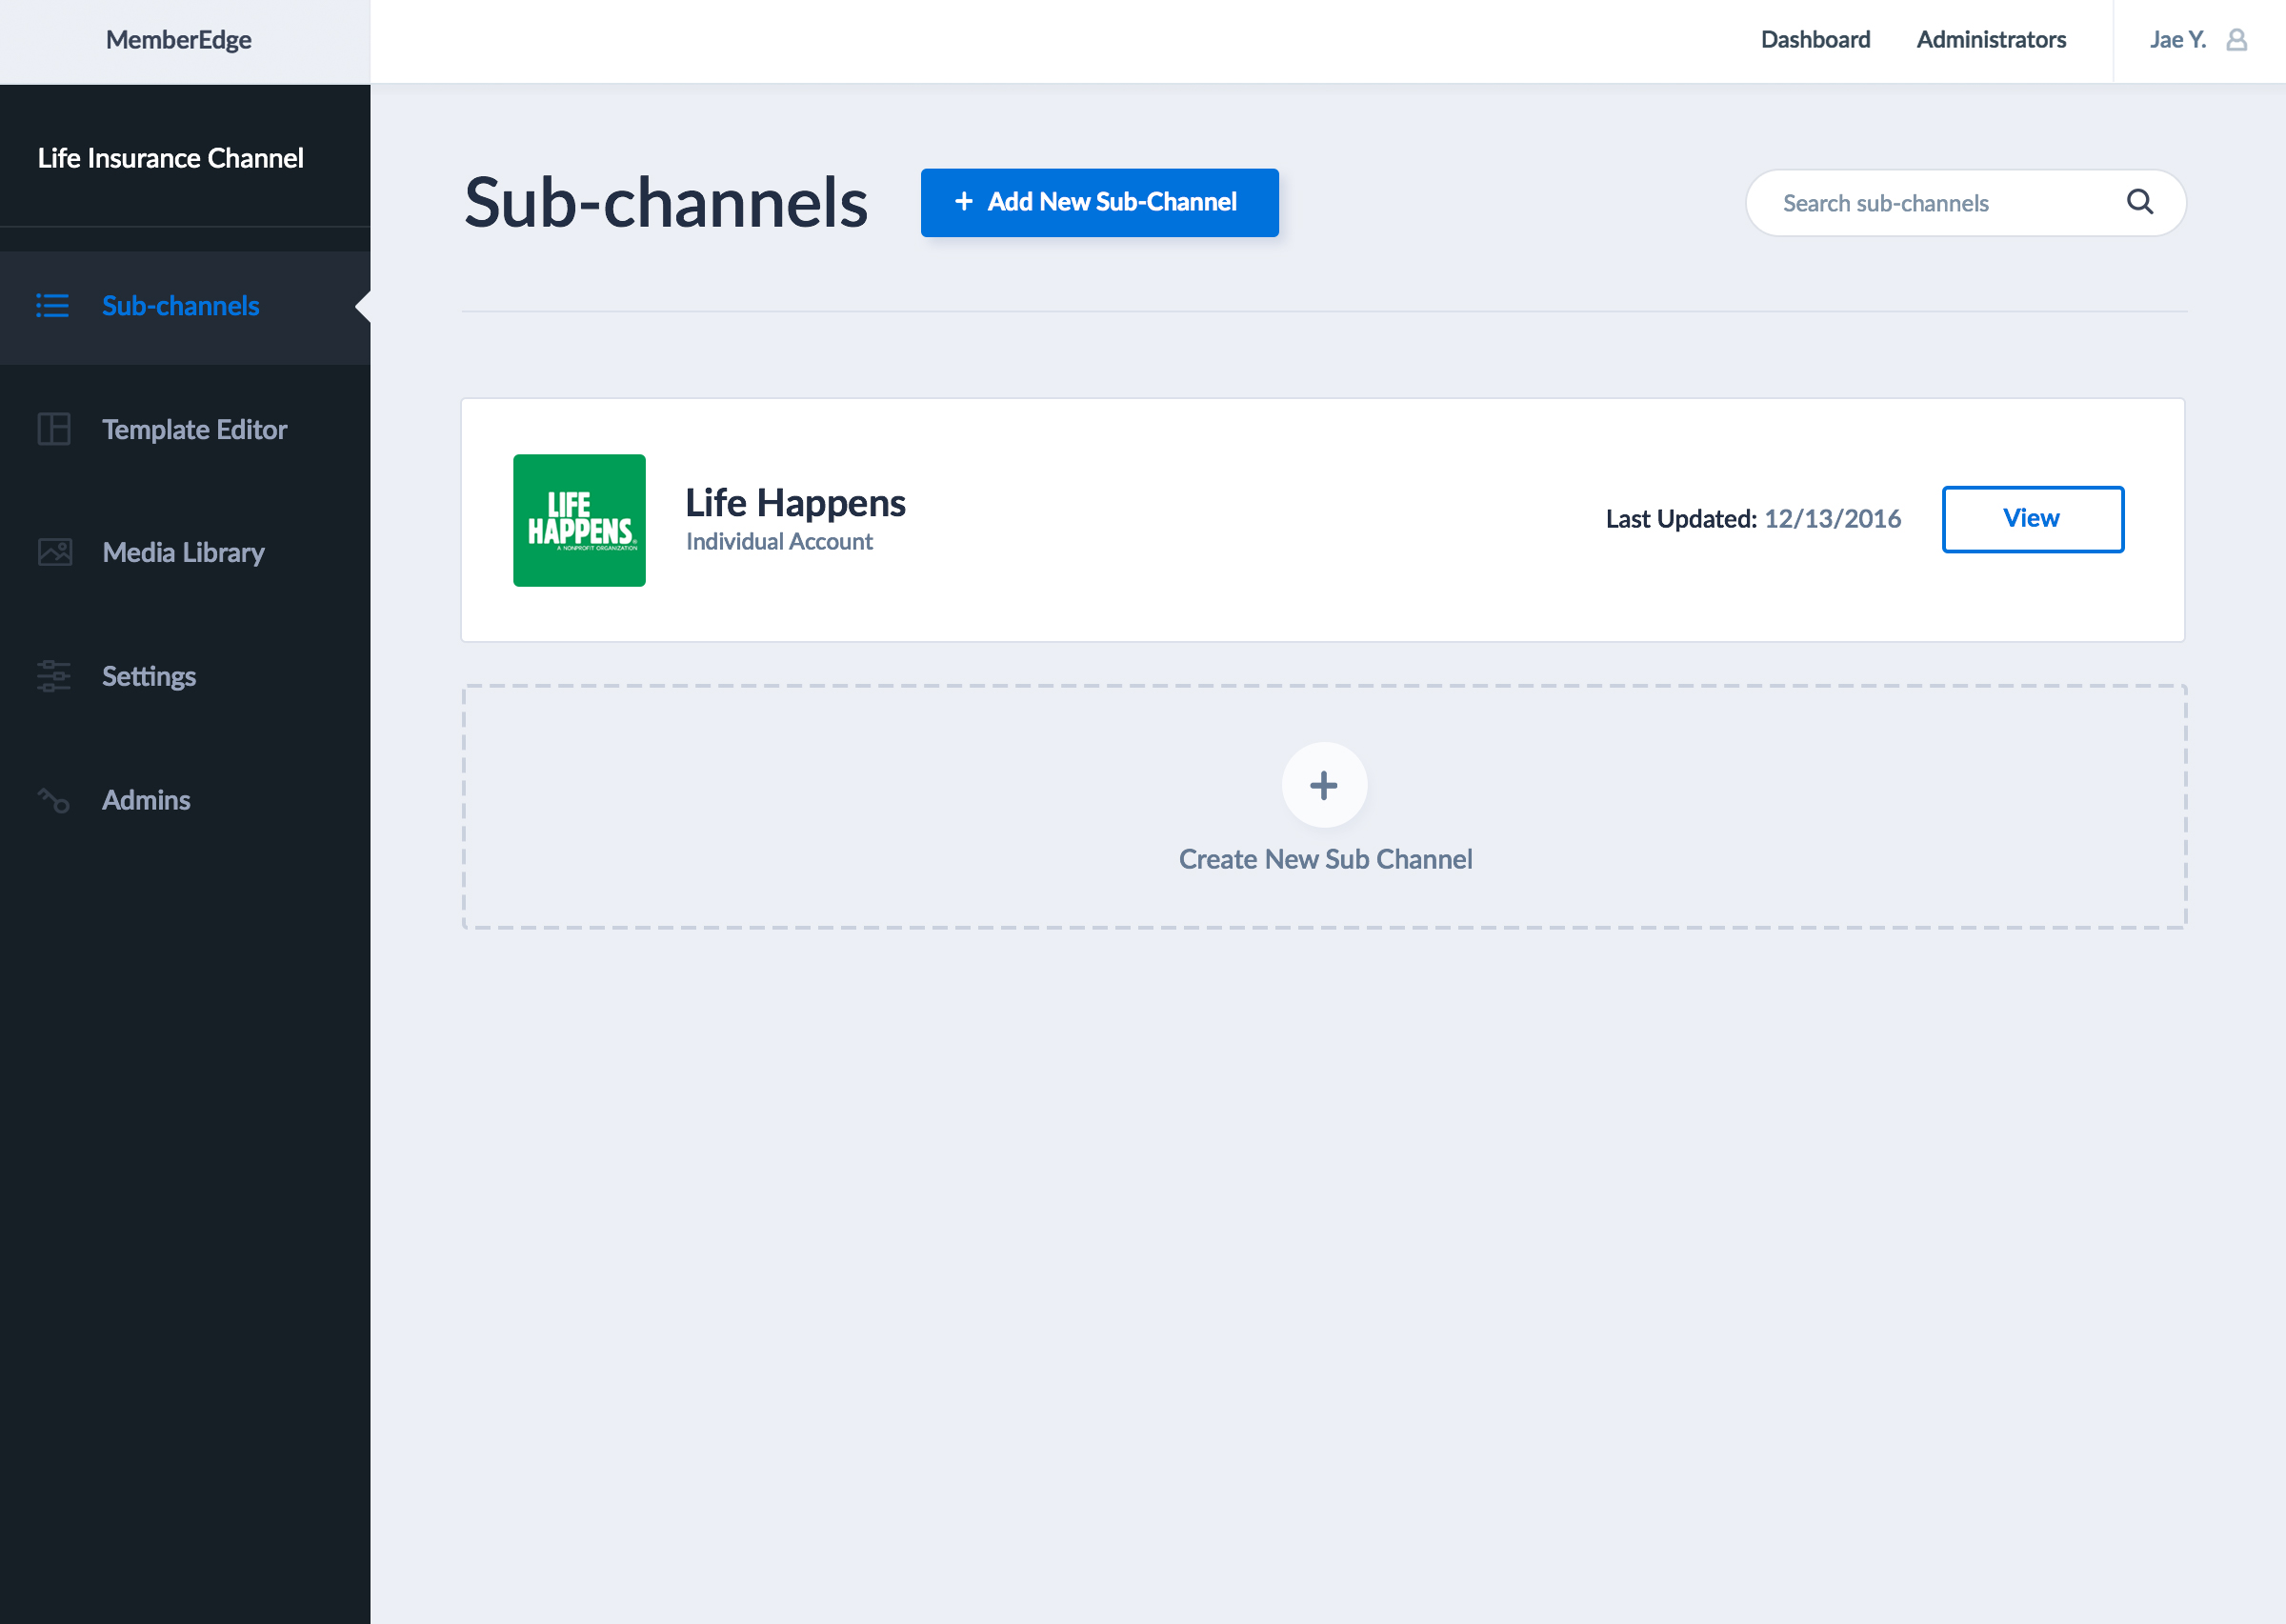 MemberEdge
Dashboard
Administrators
Jae Y.
Life Insurance Channel
Sub-channels
Template Editor
Media Library
Settings
Admins
Sub-channels
+ Add New Sub-Channel
Search sub-channels
LIFE
HAPPENS®
A NONPROFIT ORGANIZATION
Life Happens
Individual Account
Last Updated: 12/13/2016
View
Create New Sub Channel